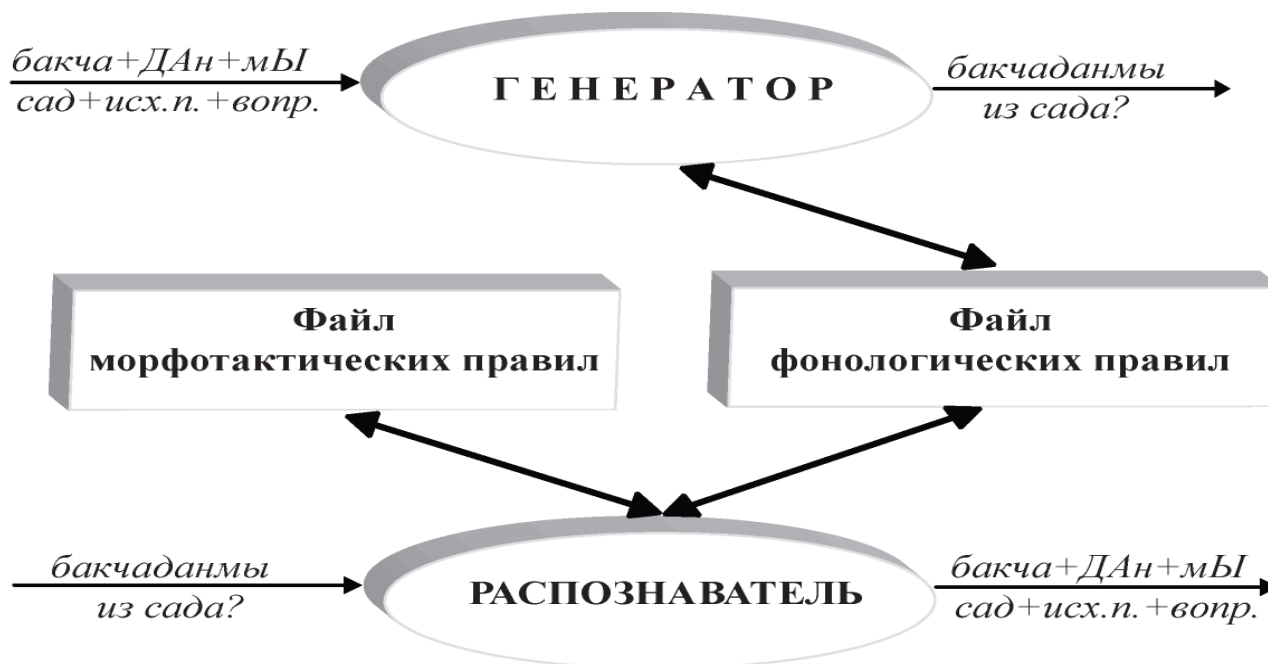 бакча+ДАн+мЫ
сад+исх.п.+вопр.
ГЕНЕРАТОР
бакчаданмы
из сада?
Файл
морфотактических правил
Файл
фонологических правил
бакчаданмы
из сада?
РАСПОЗНАВАТЕЛЬ
бакча+ДАн+мЫ
сад+исх.п.+вопр.